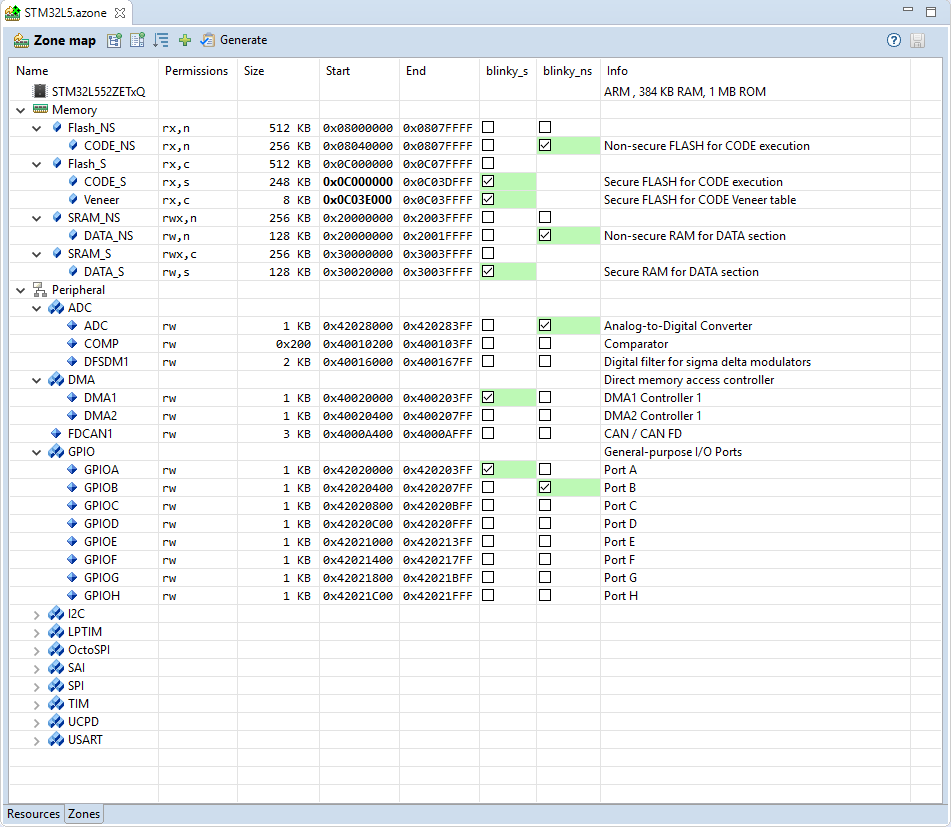 STM32L5.azone
Zone map Generate
Name Permissions Size Start End blinky_s blinky_ns Info
STM32L552ZETxQ ARM , 384 KB RAM, 1 MB ROM
Memory
Flash_NS rx,n 512 KB 0x08000000 0x0807FFFF
CODE_NS rx,n 256 KB 0x08040000 0x0807FFFF Non-secure FLASH for CODE execution
Flash_S rx,c 512 KB 0x0C000000 0x0C07FFFF
CODE_S rx,s 248 KB 0x0C000000 0x0C03DFFF Secure FLASH for CODE execution
Veneer rx,c 8 KB 0x0C03E000 0x0C03FFFF Secure FLASH for CODE Veneer table
SRAM_NS rwx,n 256 KB 0x20000000 0x2003FFFF
DATA_NS rw,n 128 KB 0x20000000 0x2001FFFF Non-secure RAM for DATA section
SRAM_S rwx,c 256 KB 0x30000000 0x3003FFFF
DATA_S rw,s 128 KB 0x30020000 0x3003FFFF Secure RAM for DATA section
Peripheral
ADC
ADC rw 1 KB 0x42028000 0x420283FF Analog-to-Digital Converter
COMP rw 0x200 0x40010200 0x400103FF Comparator
DFSDM1 rw 2 KB 0x40016000 0x400167FF Digital filter for sigma delta modulators
DMA Direct memory access controller
DMA1 rw 1 KB 0x40020000 0x400203FF DMA1 Controller 1
DMA2 rw 1 KB 0x40020400 0x400207FF DMA2 Controller 1
FDCAN1 rw 3 KB 0x4000A400 0x4000AFFF CAN / CAN FD
GPIO General-purpose I/O Ports
GPIOA rw 1 KB 0x42020000 0x420203FF Port A
GPIOB rw 1 KB 0x42020400 0x420207FF Port B
GPIOC rw 1 KB 0x42020800 0x42020BFF Port C
GPIOD rw 1 KB 0x42020C00 0x42020FFF Port D
GPIOE rw 1 KB 0x42021000 0x420213FF Port E
GPIOF rw 1 KB 0x42021400 0x420217FF Port F
GPIOG rw 1 KB 0x42021800 0x42021BFF Port G
GPIOH rw 1 KB 0x42021C00 0x42021FFF Port H
I2C
LPTIM
OctoSPI
SAI
SPI
TIM
UCPD
USART
Resources Zones